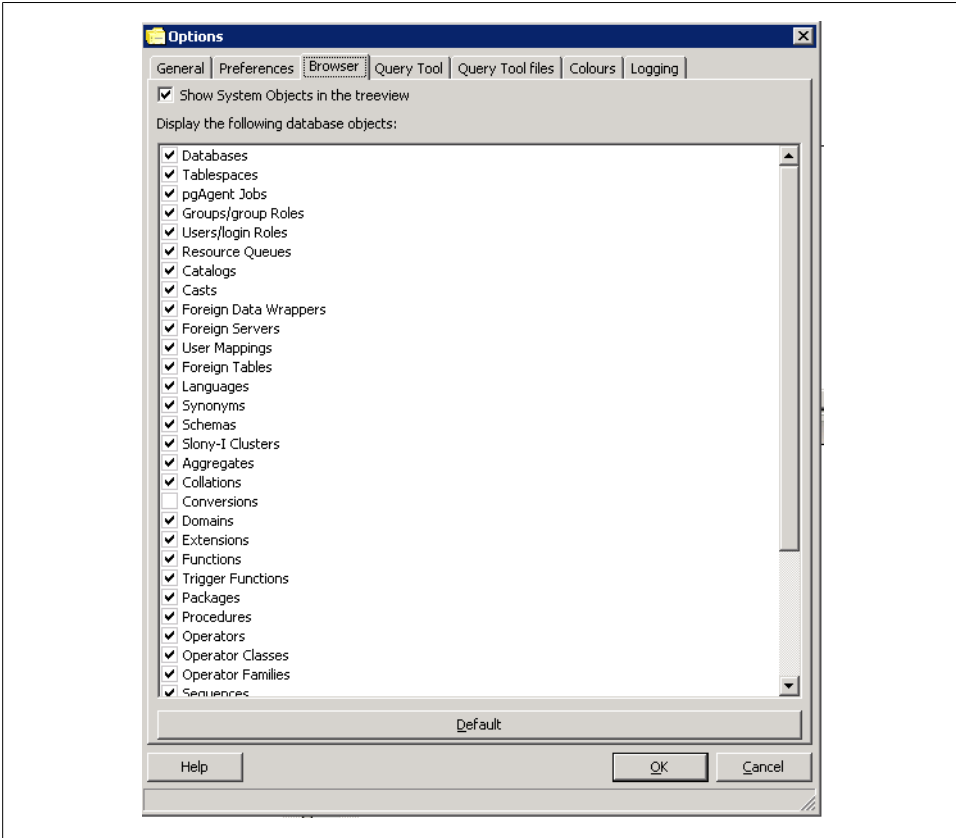 Options
General Preferences Browser Query Tool Query Tool files Colours Logging
Show System Objects in the treeview
Display the following database objects:
Databases
Tablespaces
pgAgent Jobs
Groups/group Roles
Users/login Roles
Resource Queues
Catalogs
Casts
Foreign Data Wrappers
Foreign Servers
User Mappings
Foreign Tables
Languages
Synonyms
Schemas
Slony-I Clusters
Aggregates
Collations
Conversions
Domains
Extensions
Functions
Trigger Functions
Packages
Procedures
Operators
Operator Classes
Operator Families
Sequences
Default
Help OK Cancel